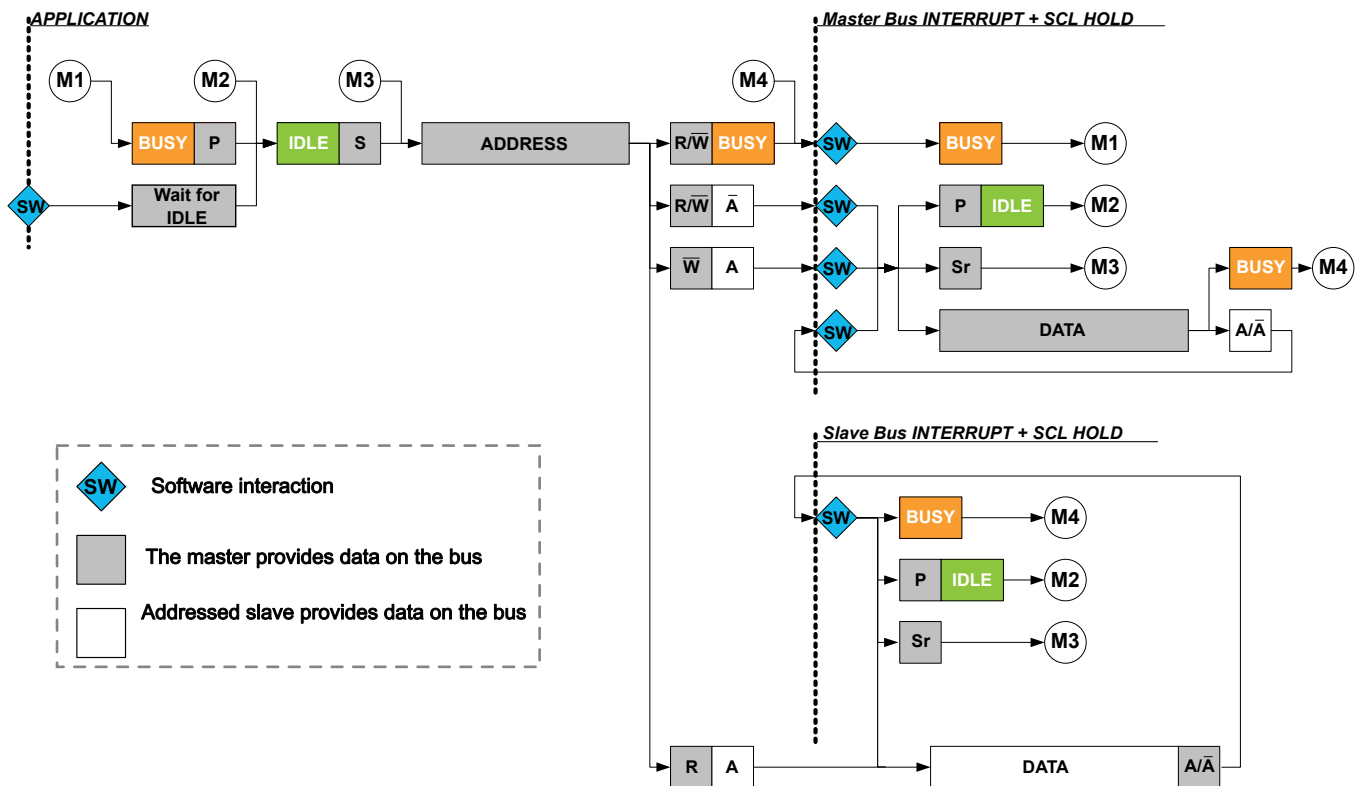 APPLICATION
Master Bus INTERRUPT + SCL HOLD
M1
M2
M3
M4
BUSY P
IDLE S
ADDRESS
R/W̅ BUSY
SW
BUSY
M1
SW
Wait for
IDLE
R/W̅ A̅
SW
P IDLE
M2
W̅ A
SW
Sr
M3
BUSY
M4
SW
DATA
A/A̅
Slave Bus INTERRUPT + SCL HOLD
SW
Software interaction
The master provides data on the bus
Addressed slave provides data on the bus
SW
BUSY
M4
P IDLE
M2
Sr
M3
R A
DATA
A/A̅